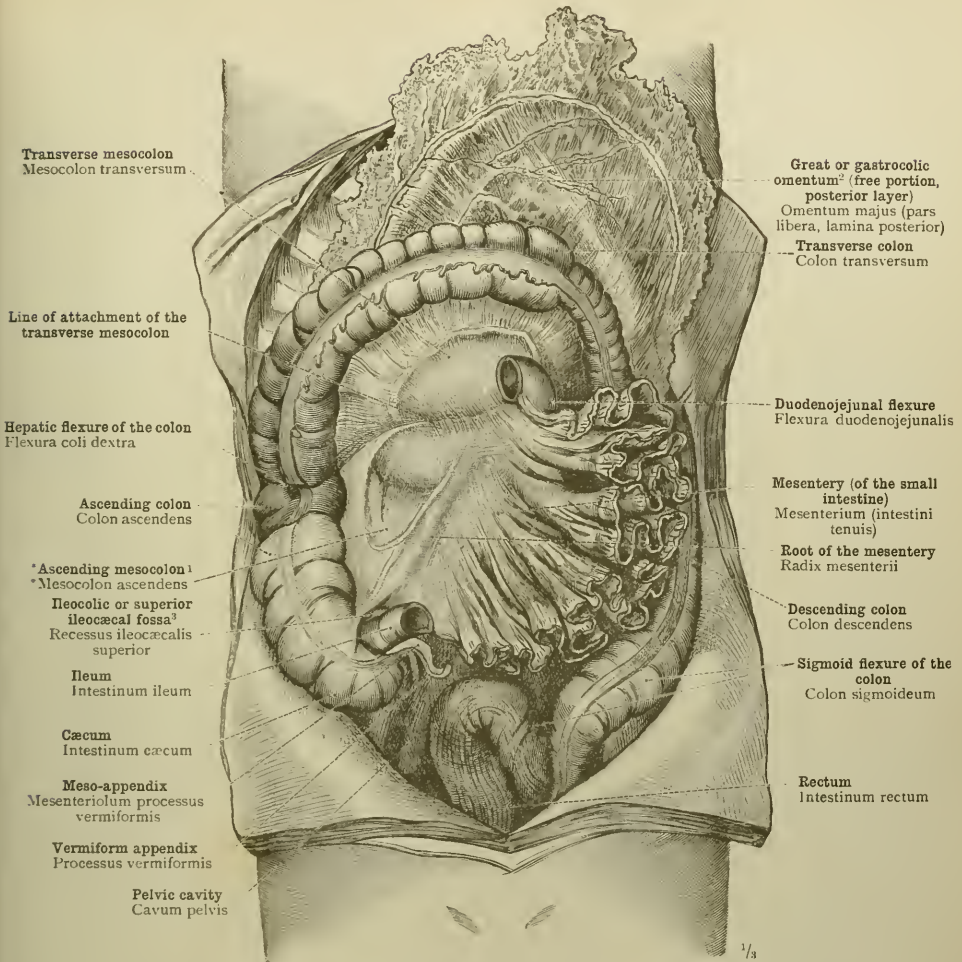 Transverse mesocolon
Mesocolon transversum
Line of attachment of the
transverse mesocolon
Hepatic flexure of the colon
Flexura coli dextra
Ascending colon
Colon ascendens
*Ascending mesocolon¹
*Mesocolon ascendens
Ileocolic or superior
ileocæcal fossa³
Recessus ileocæcalis
superior
Ileum
Intestinum ileum
Cæcum
Intestinum cæcum
Meso-appendix
Mesenteriolum processus
vermiformis
Vermiform appendix
Processus vermiformis
Pelvic cavity
Cavum pelvis
Great or gastrocolic
omentum² (free portion,
posterior layer)
Omentum majus (pars
libera, lamina posterior)
Transverse colon
Colon transversum
Duodenojejunal flexure
Flexura duodenojejunalis
Mesentery (of the small
intestine)
Mesenterium (intestini
tenuis)
Root of the mesentery
Radix mesenterii
Descending colon
Colon descendens
Sigmoid flexure of the
colon
Colon sigmoideum
Rectum
Intestinum rectum
1/3